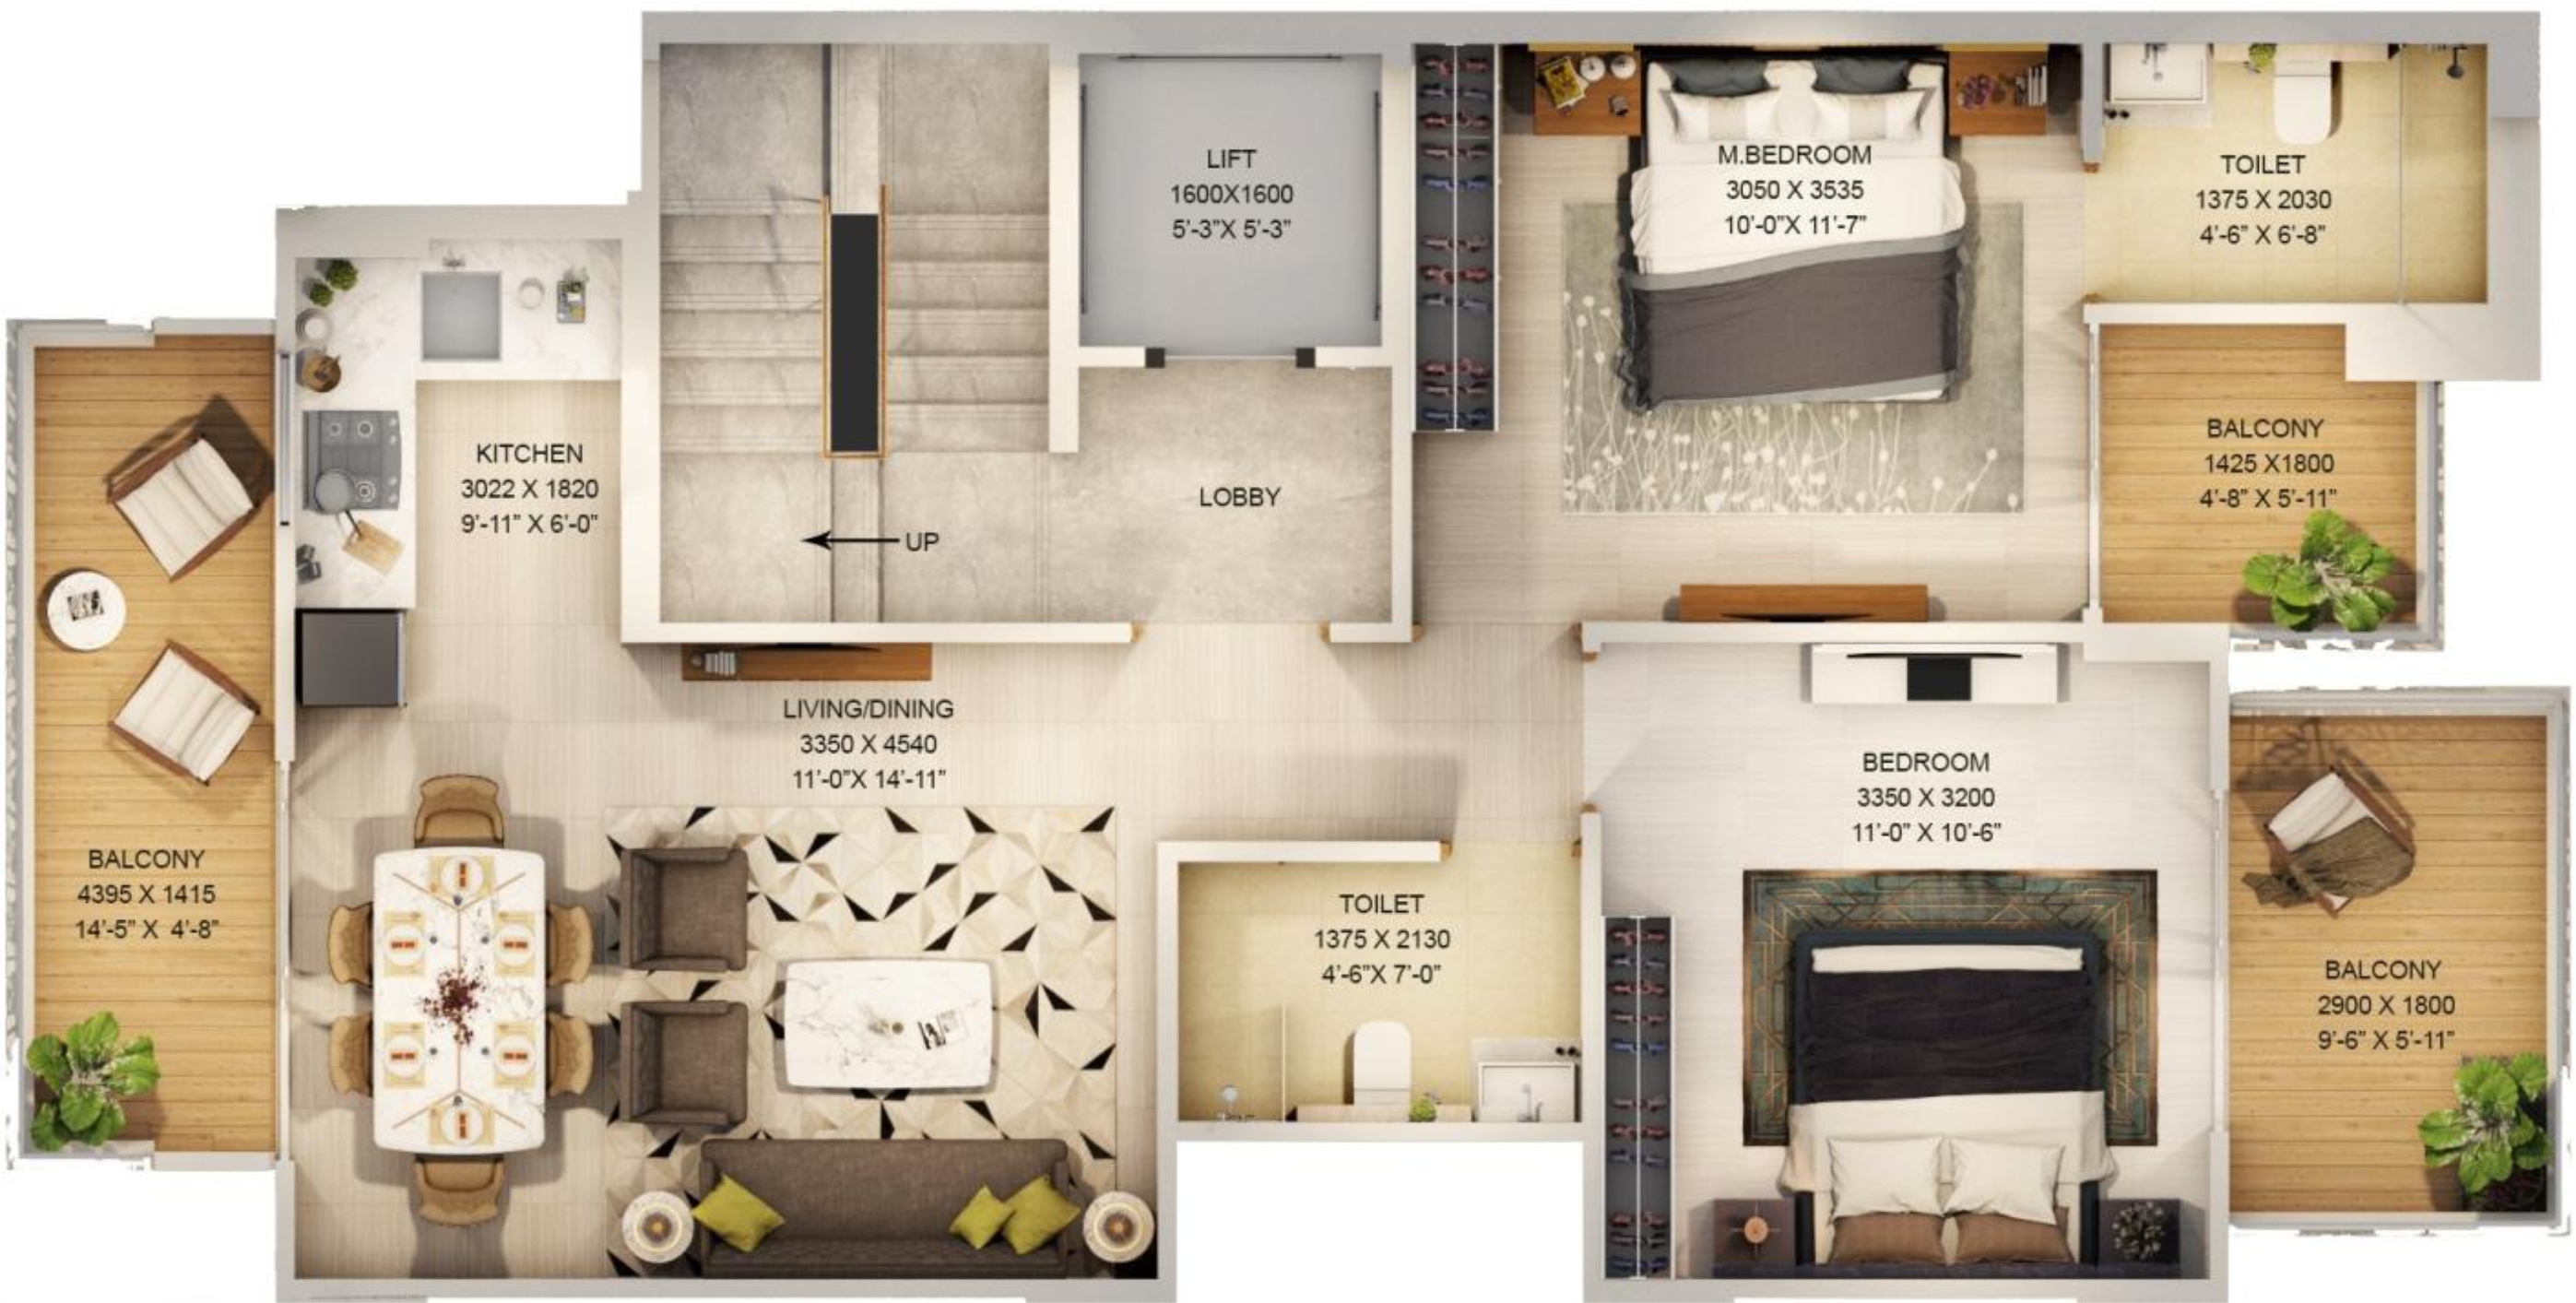 LIFT
1600X1600
5'-3"X 5'-3"
M.BEDROOM
3050 X 3535
10'-0"X 11'-7"
TOILET
1375 X 2030
4'-6" X 6'-8"
KITCHEN
3022 X 1820
9'-11" X 6'-0"
LOBBY
UP
BALCONY
1425 X1800
4'-8" X 5'-11"
LIVING/DINING
3350 X 4540
11'-0"X 14'-11"
BEDROOM
3350 X 3200
11'-0" X 10'-6"
BALCONY
4395 X 1415
14'-5" X 4'-8"
TOILET
1375 X 2130
4'-6"X 7'-0"
BALCONY
2900 X 1800
9'-6" X 5'-11"